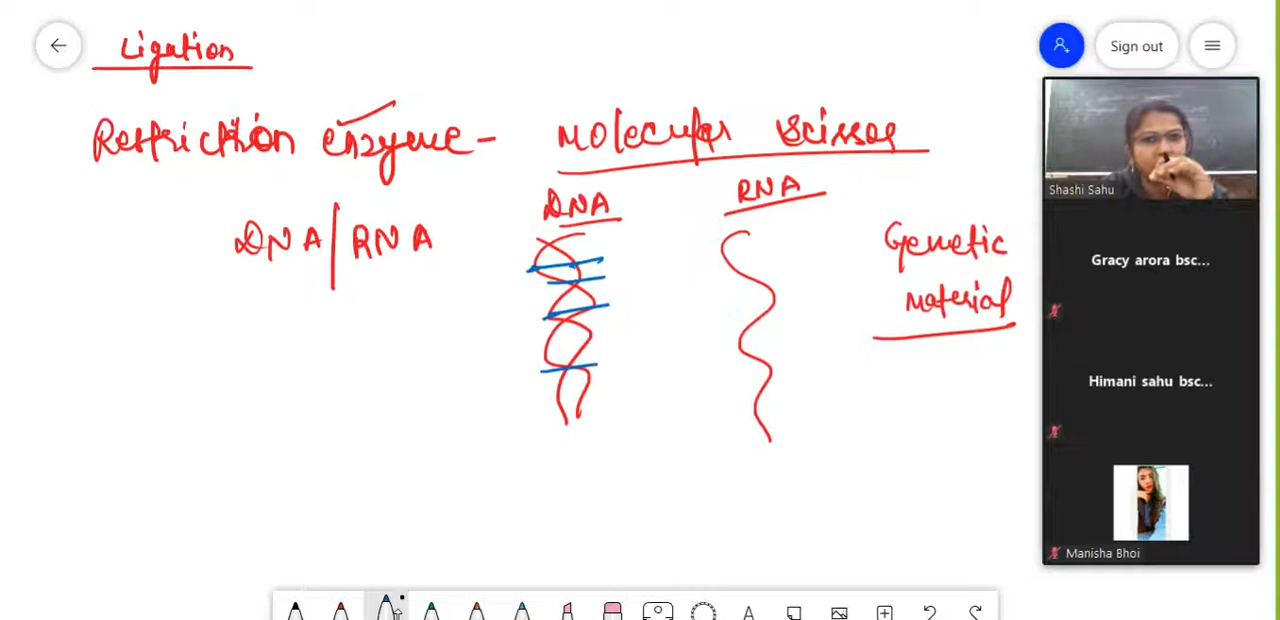 Ligation
Sign out
Restriction enzyme - Molecular Scissos
Shashi Sahu
DNA RNA
DNA/RNA
Genetic
material
Gracy arora bsc...
Himani sahu bsc...
Manisha Bhoi
A